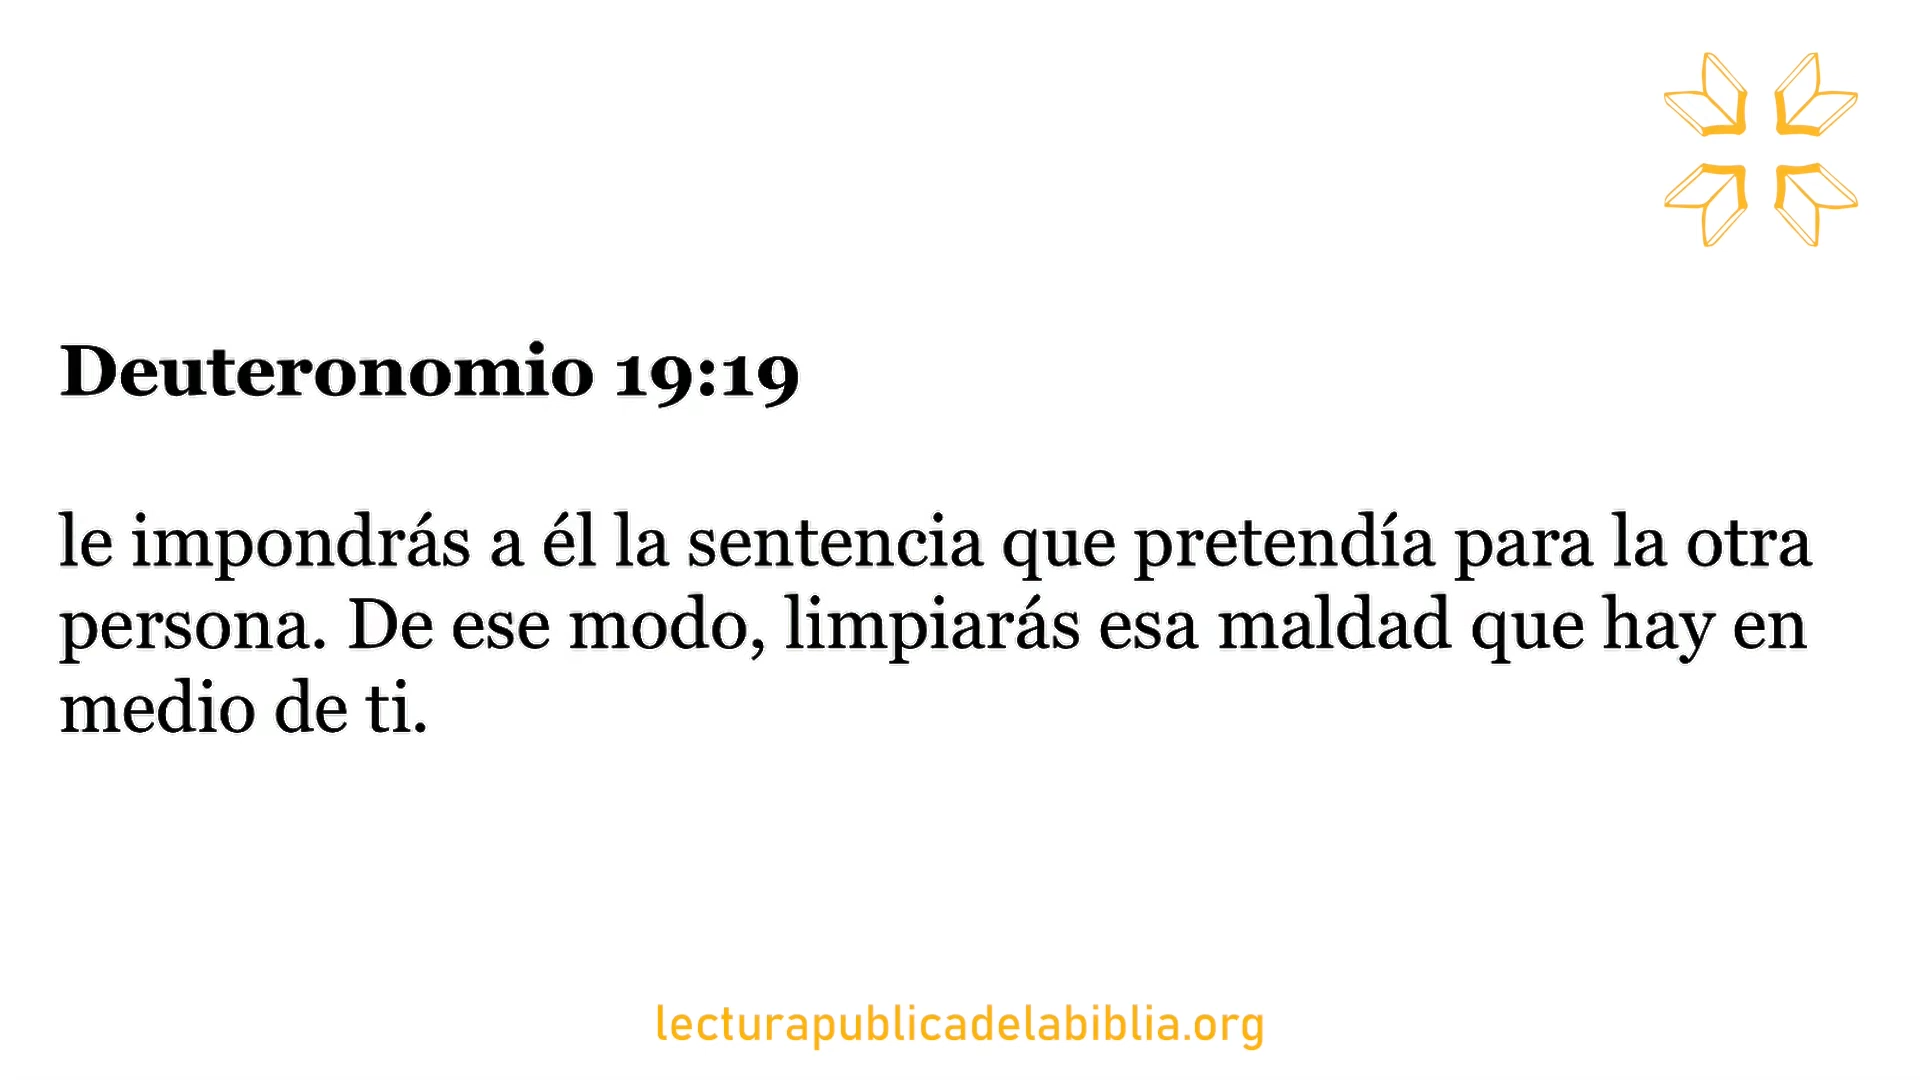 Deuteronomio 19:19
le impondrás a él la sentencia que pretendía para la otra
persona. De ese modo, limpiarás esa maldad que hay en
medio de ti.
lecturapublicadelabiblia.org